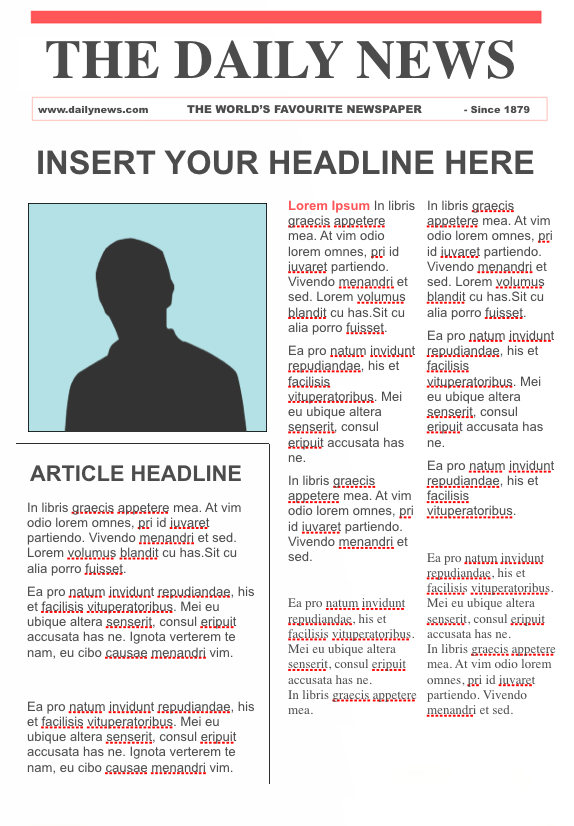 THE DAILY NEWS
www.dailynews.com THE WORLD'S FAVOURITE NEWSPAPER - Since 1879
INSERT YOUR HEADLINE HERE
ARTICLE HEADLINE
In libris graecis appetere mea. At vim
odio lorem omnes, pri id juvaret
partiendo. Vivendo menandri et sed.
Lorem volumus blandit cu has.Sit cu
alia porro fuisset.
Ea pro natum invidunt repudiandae, his
et facilisis vituperatoribus. Mei eu
ubique altera senserit, consul eripuit
accusata has ne. Ignota verterem te
nam, eu cibo causae menandri vim.
Ea pro natum invidunt repudiandae, his
et facilisis vituperatoribus. Mei eu
ubique altera senserit, consul eripuit
accusata has ne. Ignota verterem te
nam, eu cibo causae menandri vim.
Lorem Ipsum In libris
graecis appetere
mea. At vim odio
lorem omnes, pri id
juvaret partiendo.
Vivendo menandri et
sed. Lorem volumus
blandit cu has.Sit cu
alia porro fuisset.
Ea pro natum invidunt
repudiandae, his et
facilisis
vituperatoribus. Mei
eu ubique altera
senserit, consul
eripuit accusata has
ne.
In libris graecis
appetere mea. At vim
odio lorem omnes, pri
id juvaret partiendo.
Vivendo menandri et
sed.
Ea pro natum invidunt
repudiandae, his et
facilisis vituperatoribus.
Mei eu ubique altera
senserit, consul eripuit
accusata has ne.
In libris graecis appetere
mea.
In libris graecis
appetere mea. At vim
odio lorem omnes, pri
id juvaret partiendo.
Vivendo menandri et
sed. Lorem volumus
blandit cu has.Sit cu
alia porro fuisset.
Ea pro natum invidunt
repudiandae, his et
facilisis
vituperatoribus. Mei
eu ubique altera
senserit, consul
eripuit accusata has
ne.
Ea pro natum invidunt
repudiandae, his et
facilisis
vituperatoribus.
Ea pro natum invidunt
repudiandae, his et
facilisis vituperatoribus.
Mei eu ubique altera
senserit, consul eripuit
accusata has ne.
In libris graecis appetere
mea. At vim odio lorem
omnes, pri id juvaret
partiendo. Vivendo
menandri et sed.